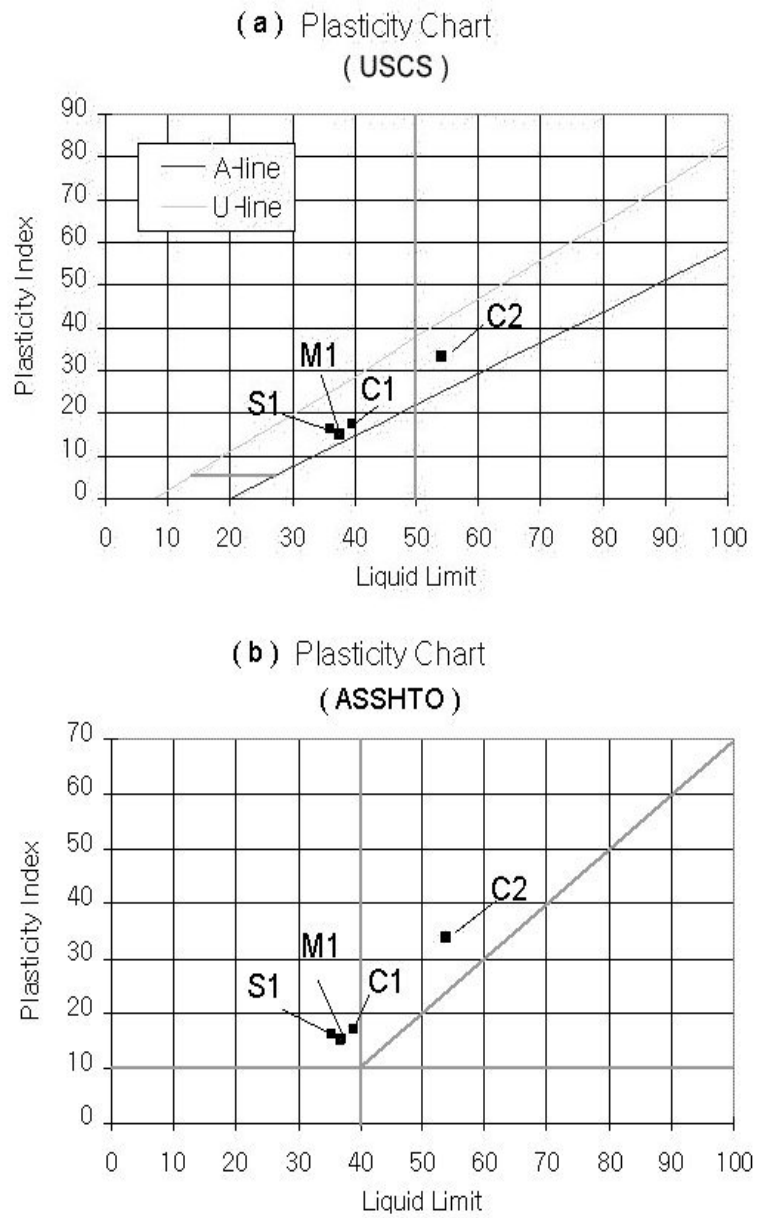 ( a ) Plasticity Chart
( USCS )
90
80
70
60
50
40
30
20
10
0
Plasticity Index
A-line
U-line
C2
M1
C1
S1
0 10 20 30 40 50 60 70 80 90 100
Liquid Limit
( b ) Plasticity Chart
( ASSHTO )
70
60
50
40
30
20
10
0
Plasticity Index
C2
M1
C1
S1
0 10 20 30 40 50 60 70 80 90 100
Liquid Limit